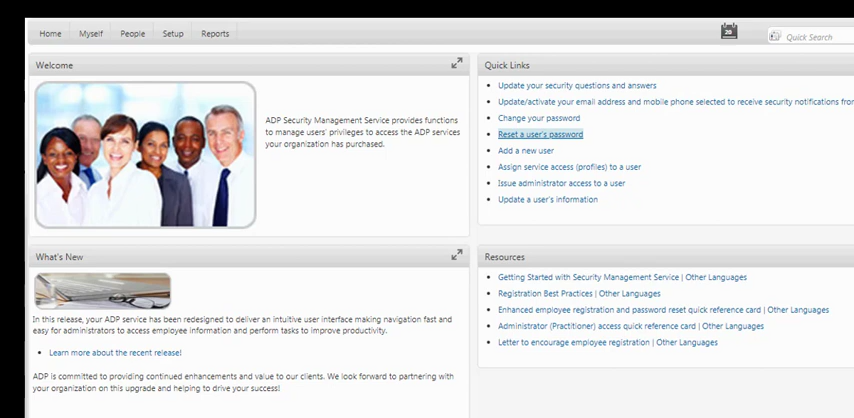 Home Myself People Setup Reports 20 Quick Search
Welcome
ADP Security Management Service provides functions
to manage users' privileges to access the ADP services
your organization has purchased.
Quick Links
Update your security questions and answers
Update/activate your email address and mobile phone selected to receive security notifications from
Change your password
Reset a user's password
Add a new user
Assign service access (profiles) to a user
Issue administrator access to a user
Update a user's information
What's New
In this release, your ADP service has been redesigned to deliver an intuitive user interface making navigation fast and
easy for administrators to access employee information and perform tasks to improve productivity.
Learn more about the recent release!
ADP is committed to providing continued enhancements and value to our clients. We look forward to partnering with
your organization on this upgrade and helping to drive your success!
Resources
Getting Started with Security Management Service | Other Languages
Registration Best Practices | Other Languages
Enhanced employee registration and password reset quick reference card | Other Languages
Administrator (Practitioner) access quick reference card | Other Languages
Letter to encourage employee registration | Other Languages